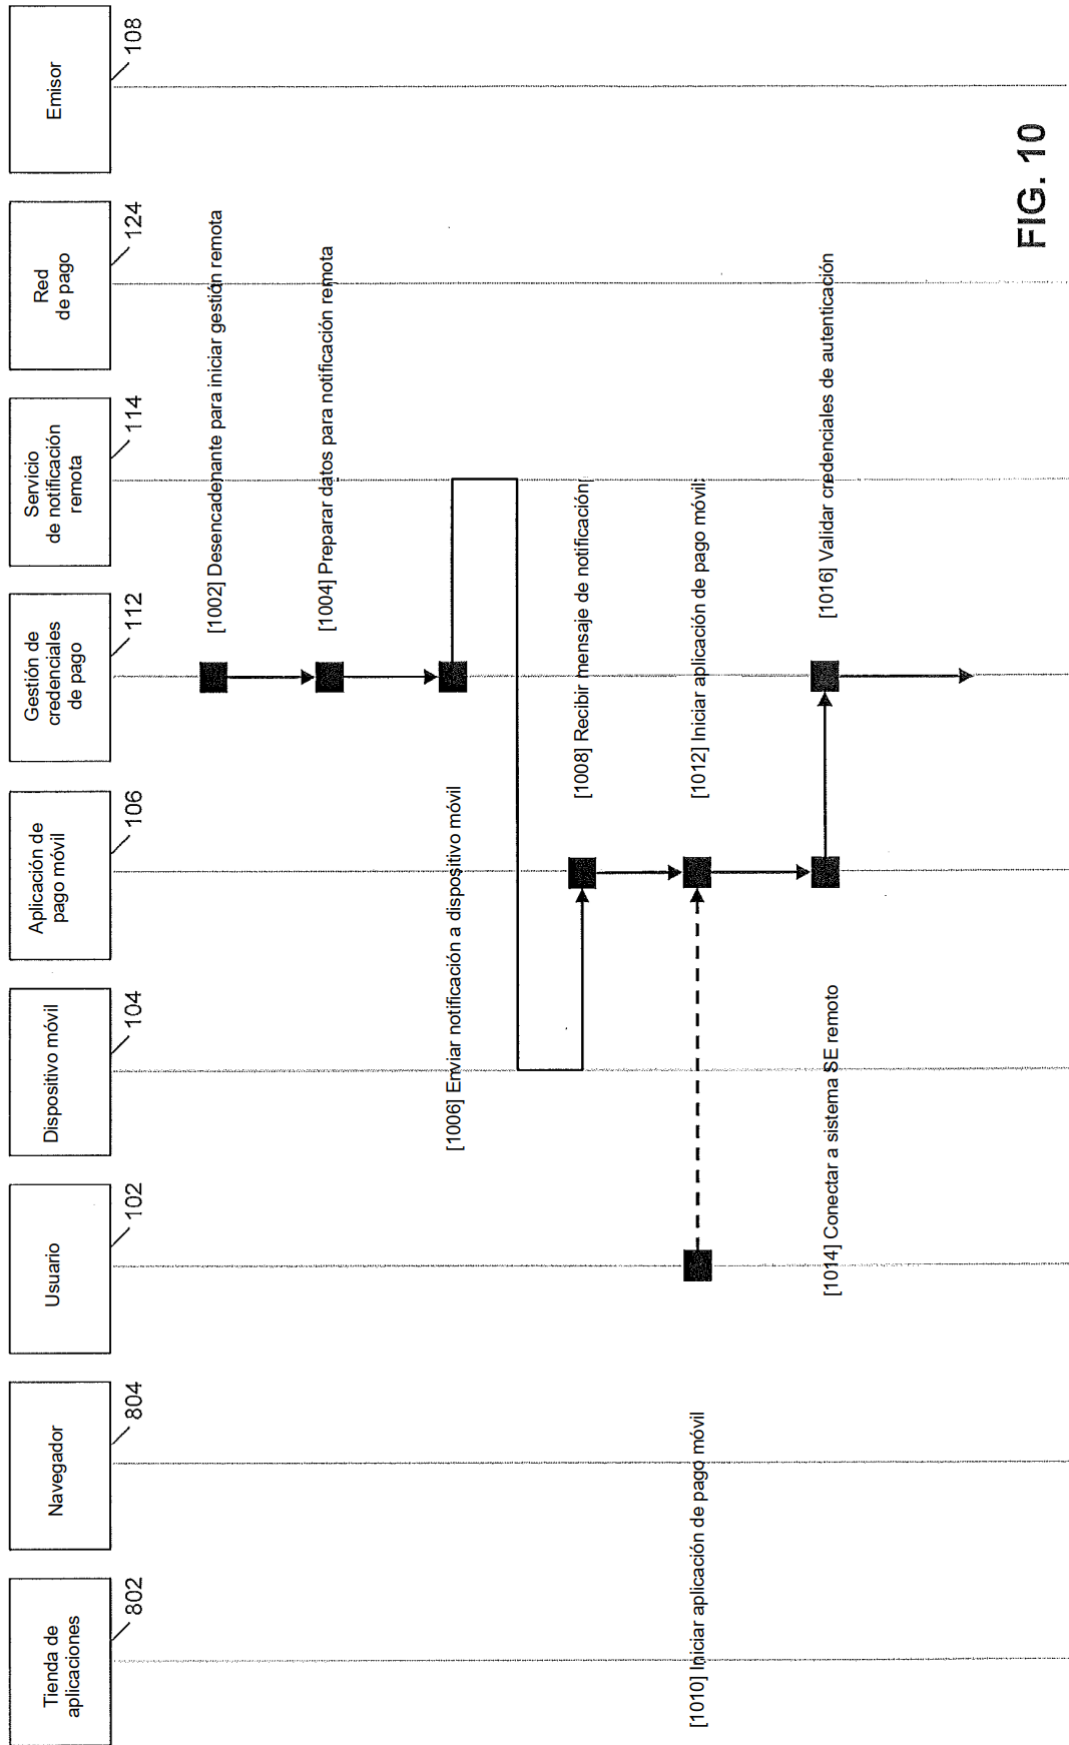 Tienda de
aplicaciones
802
Navegador
804
Usuario
102
Dispositivo móvil
104
Aplicación de
pago móvil
106
Gestión de
credenciales
de pago
112
Servicio
de notificación
remota
114
Red
de pago
124
Emisor
108
[1002] Desencadenante para iniciar gestión remota
[1004] Preparar datos para notificación remota
[1006] Enviar notificación a dispositivo móvil
[1008] Recibir mensaje de notificación
[1010] Iniciar aplicación de pago móvil
[1012] Iniciar aplicación de pago móvil
[1014] Conectar a sistema SE remoto
[1016] Validar credenciales de autenticación
FIG. 10